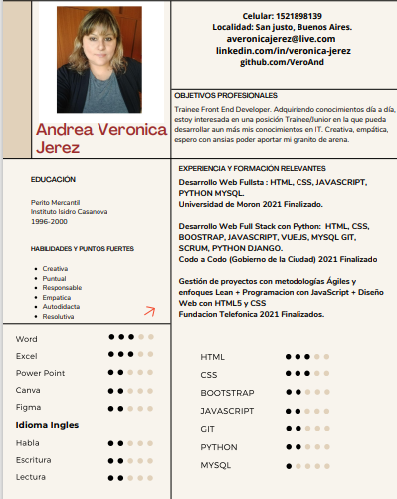 Celular: 1521898139
Localidad: San justo, Buenos Aires.
averonicajerez@live.com
linkedin.com/in/veronica-jerez
github.com/VeroAnd
Andrea Veronica
Jerez
OBJETIVOS PROFESIONALES
Trainee Front End Developer. Adquiriendo conocimientos día a día,
estoy interesada en una posición Trainee/Junior en la que pueda
desarrollar aun más mis conocimientos en IT. Creativa, empática,
espero con ansias poder aportar mi granito de arena.
EDUCACIÓN
Perito Mercantil
Instituto Isidro Casanova
1996-2000
HABILIDADES Y PUNTOS FUERTES
Creativa
Puntual
Responsable
Empatica
Autodidacta
Resolutiva
EXPERIENCIA Y FORMACIÓN RELEVANTES
Desarrollo Web Fullsta : HTML, CSS, JAVASCRIPT,
PYTHON MYSQL.
Universidad de Moron 2021 Finalizado.
Desarrollo Web Full Stack con Python: HTML, CSS,
BOOSTRAP, JAVASCRIPT, VUEJS, MYSQL GIT,
SCRUM, PYTHON DJANGO.
Codo a Codo (Gobierno de la Ciudad) 2021 Finalizado
Gestión de proyectos con metodologías Ágiles y
enfoques Lean + Programacion con JavaScript + Diseño
Web con HTML5 y CSS
Fundacion Telefonica 2021 Finalizados.
Word
Excel
Power Point
Canva
Figma
Idioma Ingles
Habla
Escritura
Lectura
HTML
CSS
BOOTSTRAP
JAVASCRIPT
GIT
PYTHON
MYSQL